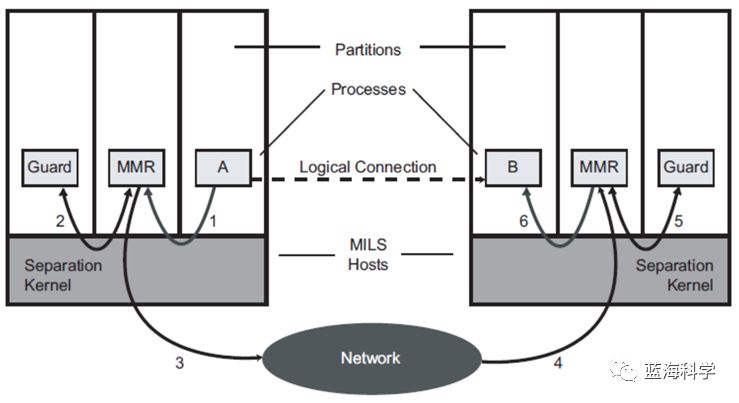 Partitions
Processes
Guard
MMR
A
Logical Connection
B
MMR
Guard
2
1
6
5
Separation
Kernel
MILS
Hosts
Separation
Kernel
3
Network
4
蓝海科学